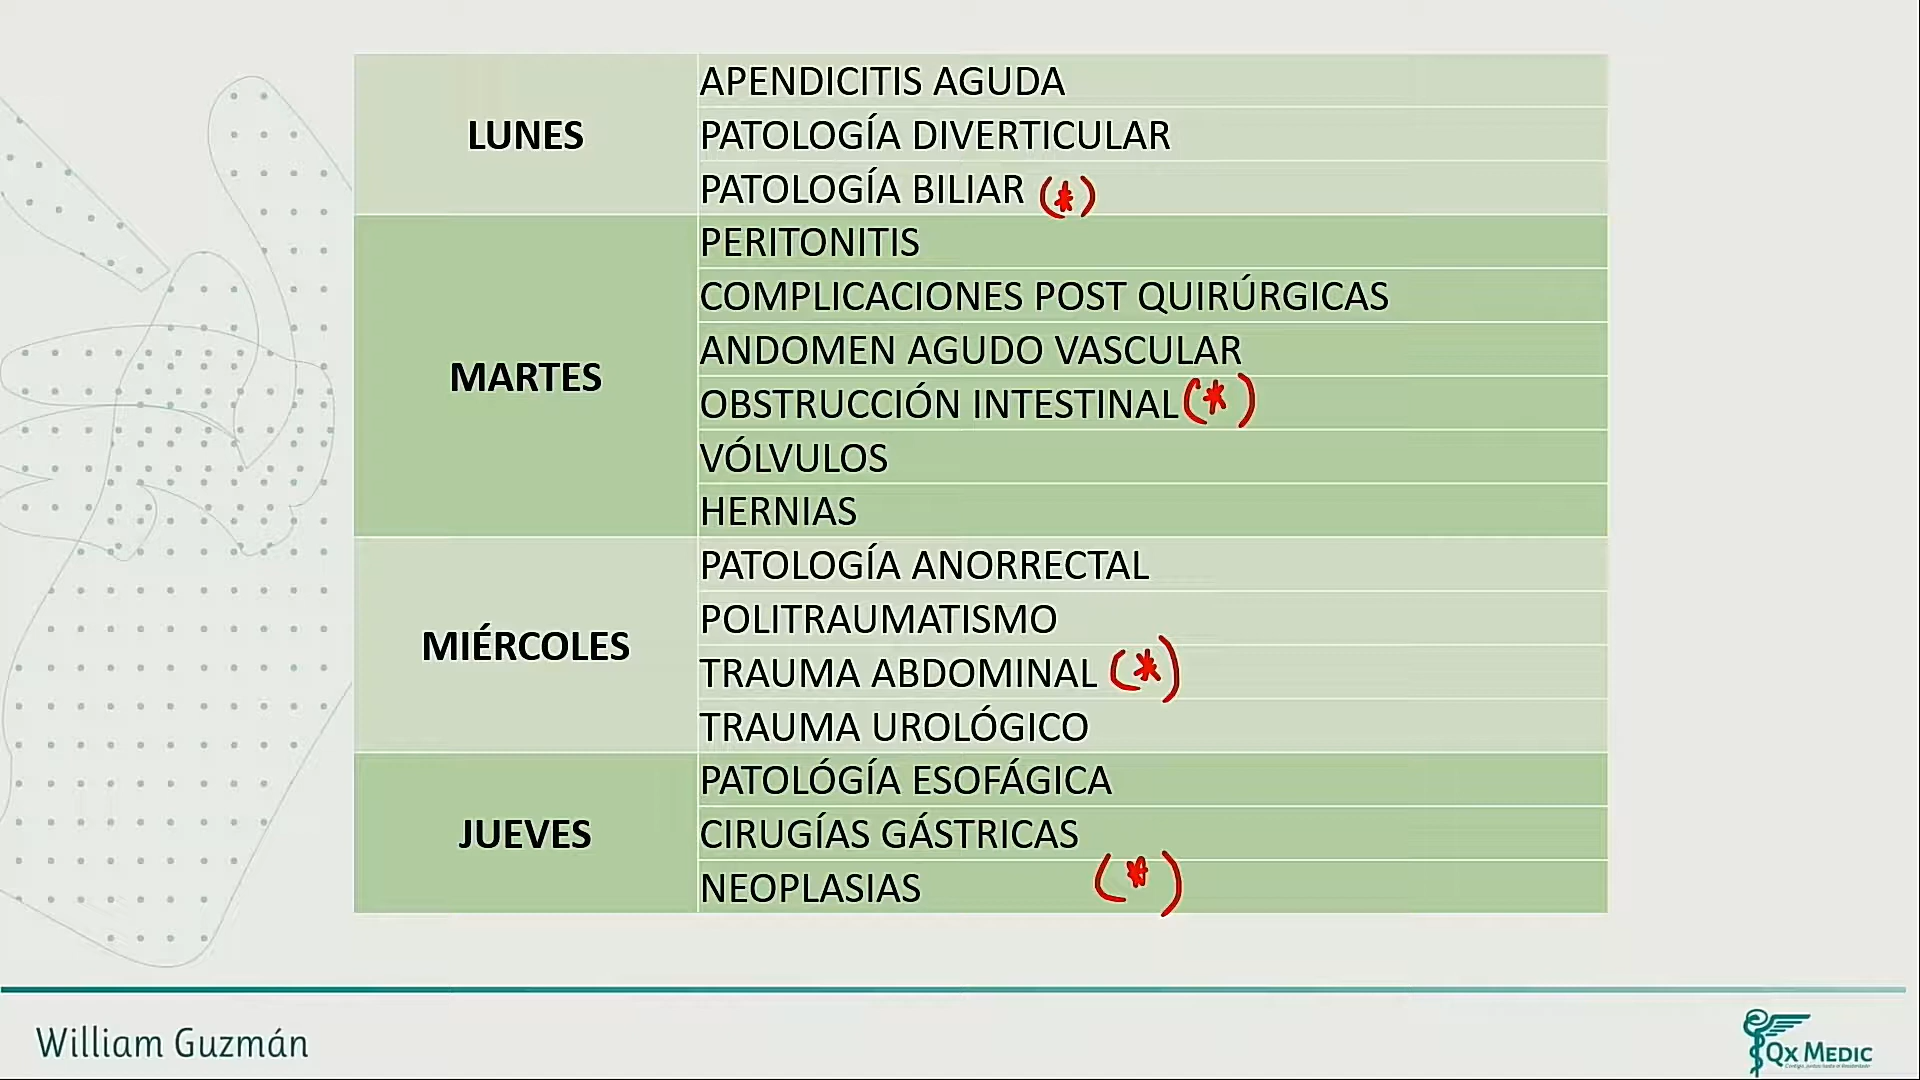 LUNES
APENDICITIS AGUDA
PATOLOGÍA DIVERTICULAR
PATOLOGÍA BILIAR (*)
MARTES
PERITONITIS
COMPLICACIONES POST QUIRÚRGICAS
ANDOMEN AGUDO VASCULAR
OBSTRUCCIÓN INTESTINAL (*)
VÓLVULOS
HERNIAS
MIÉRCOLES
PATOLOGÍA ANORRECTAL
POLITRAUMATISMO
TRAUMA ABDOMINAL (*)
TRAUMA UROLÓGICO
JUEVES
PATOLÓGÍA ESOFÁGICA
CIRUGÍAS GÁSTRICAS
NEOPLASIAS (*)
William Guzmán
QX MEDIC